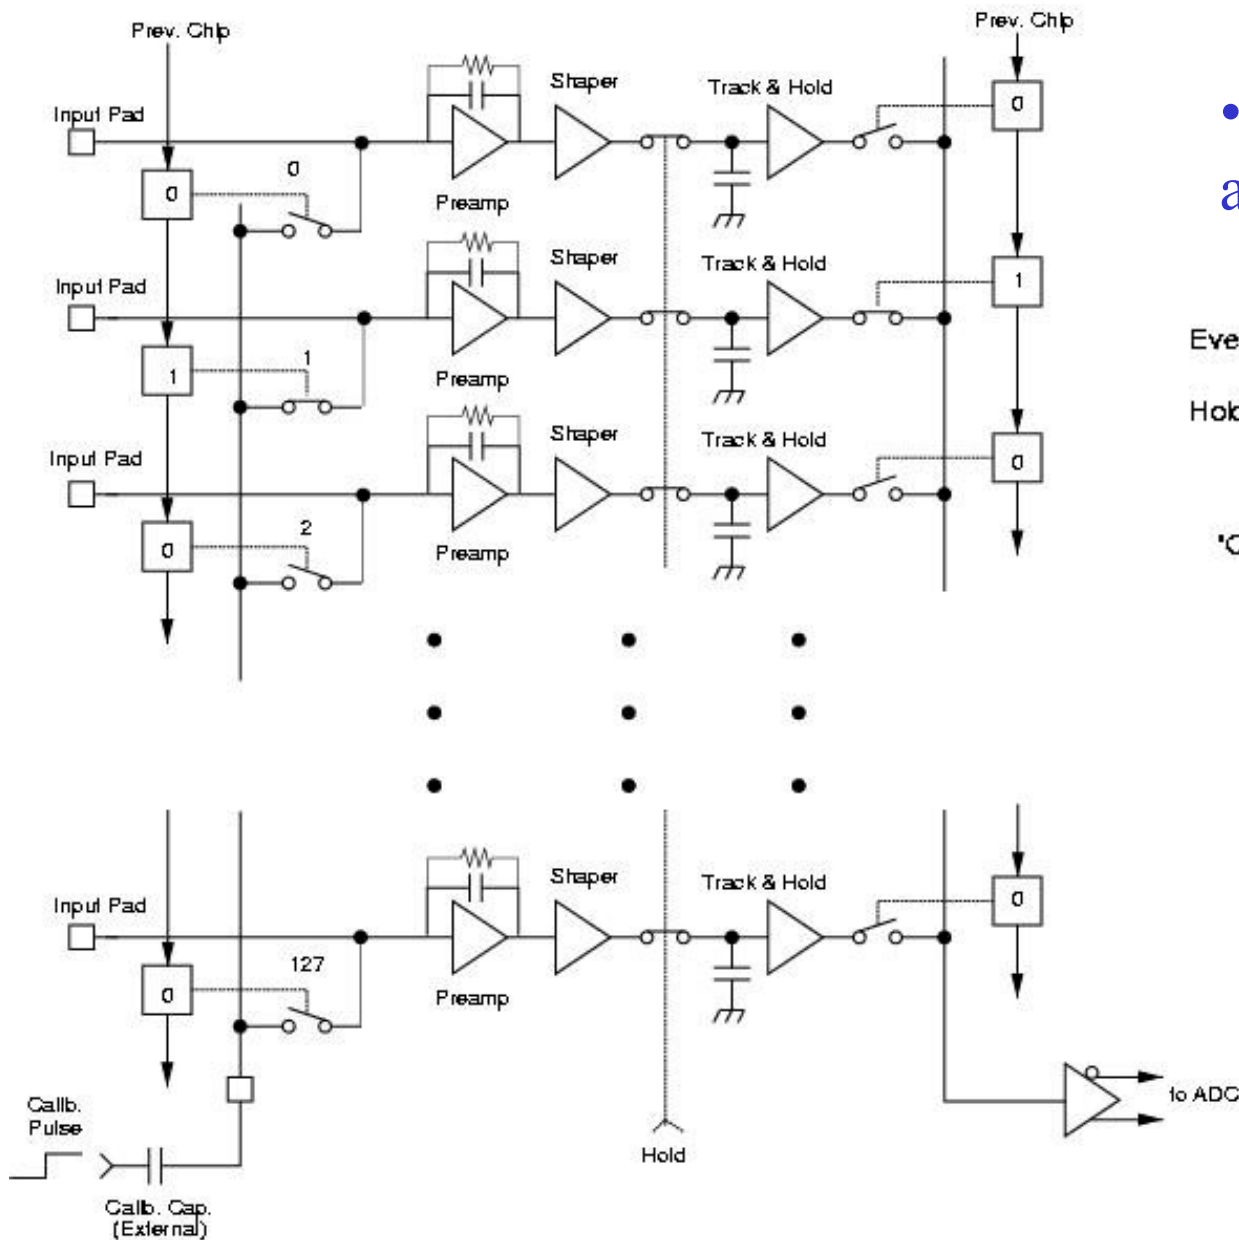 Prev. Chip
Prev. Chip
Input Pad
Shaper
Track & Hold
0
•
0
0
a
Preamp
Input Pad
Shaper
Track & Hold
1
1
1
Preamp
Eve
Hold
Input Pad
Shaper
Track & Hold
0
2
0
Preamp
"C
Input Pad
Shaper
Track & Hold
0
127
0
Preamp
Calib.
Pulse
to ADC
Hold
Calib. Cap.
(External)